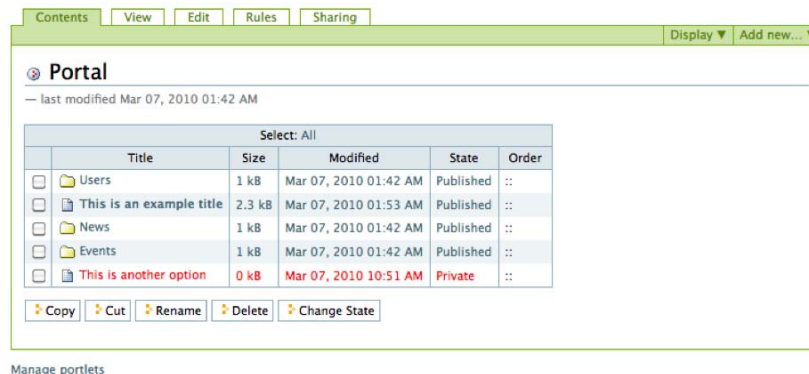 Contents View Edit Rules Sharing
Display ▼ Add new...
Portal
— last modified Mar 07, 2010 01:42 AM
Select: All
Title Size Modified State Order
Users 1 kB Mar 07, 2010 01:42 AM Published ::
This is an example title 2.3 kB Mar 07, 2010 01:53 AM Published ::
News 1 kB Mar 07, 2010 01:42 AM Published ::
Events 1 kB Mar 07, 2010 01:42 AM Published ::
This is another option 0 kB Mar 07, 2010 10:51 AM Private ::
Copy Cut Rename Delete Change State
Manage portlets